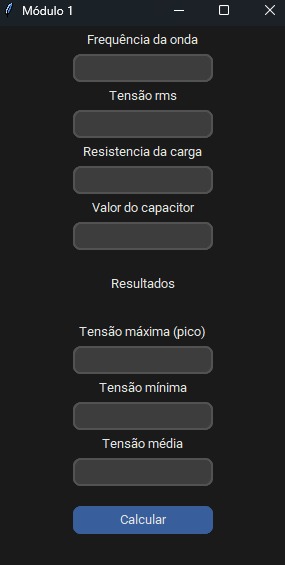 Módulo 1
Frequência da onda
Tensão rms
Resistencia da carga
Valor do capacitor
Resultados
Tensão máxima (pico)
Tensão mínima
Tensão média
Calcular